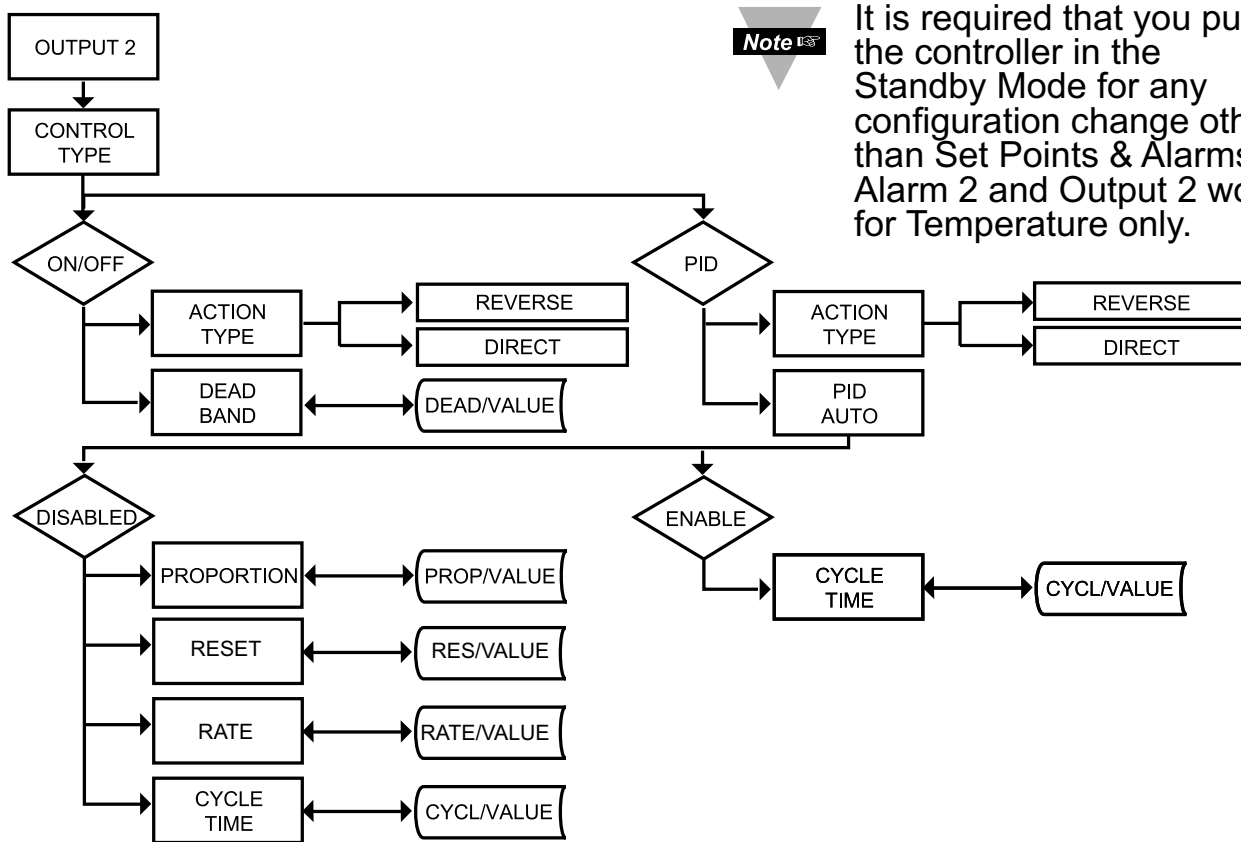 OUTPUT 2
CONTROL
TYPE
Note
It is required that you pu
the controller in the
Standby Mode for any
configuration change oth
than Set Points & Alarms
Alarm 2 and Output 2 wo
for Temperature only.
ON/OFF
PID
ACTION
TYPE
REVERSE
DIRECT
DEAD
BAND
DEAD/VALUE
ACTION
TYPE
REVERSE
DIRECT
PID
AUTO
DISABLED
ENABLE
PROPORTION
PROP/VALUE
CYCLE
TIME
CYCL/VALUE
RESET
RES/VALUE
RATE
RATE/VALUE
CYCLE
TIME
CYCL/VALUE